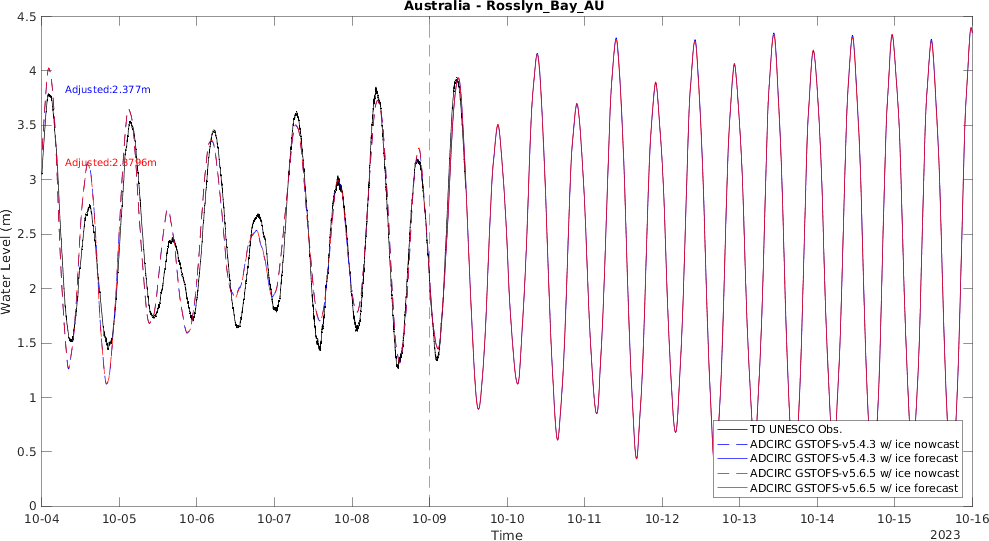 Australia - Rosslyn_Bay_AU
4.5
4
3.5
3
2.5
2
1.5
1
0.5
0
Water Level (m)
Adjusted:2.377m
Adjusted:2.3796m
TD UNESCO Obs.
ADCIRC GSTOFS-v5.4.3 w/ ice nowcast
ADCIRC GSTOFS-v5.4.3 w/ ice forecast
ADCIRC GSTOFS-v5.6.5 w/ ice nowcast
ADCIRC GSTOFS-v5.6.5 w/ ice forecast
10-04 10-05 10-06 10-07 10-08 10-09 10-10 10-11 10-12 10-13 10-14 10-15 10-16
Time
2023